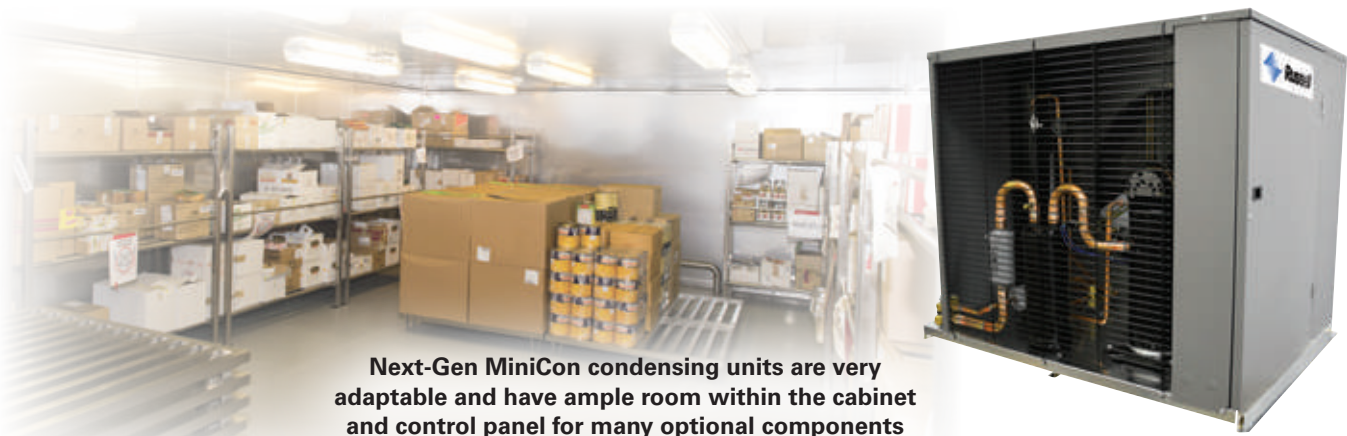 Russell
Next-Gen MiniCon condensing units are very
adaptable and have ample room within the cabinet
and control panel for many optional components